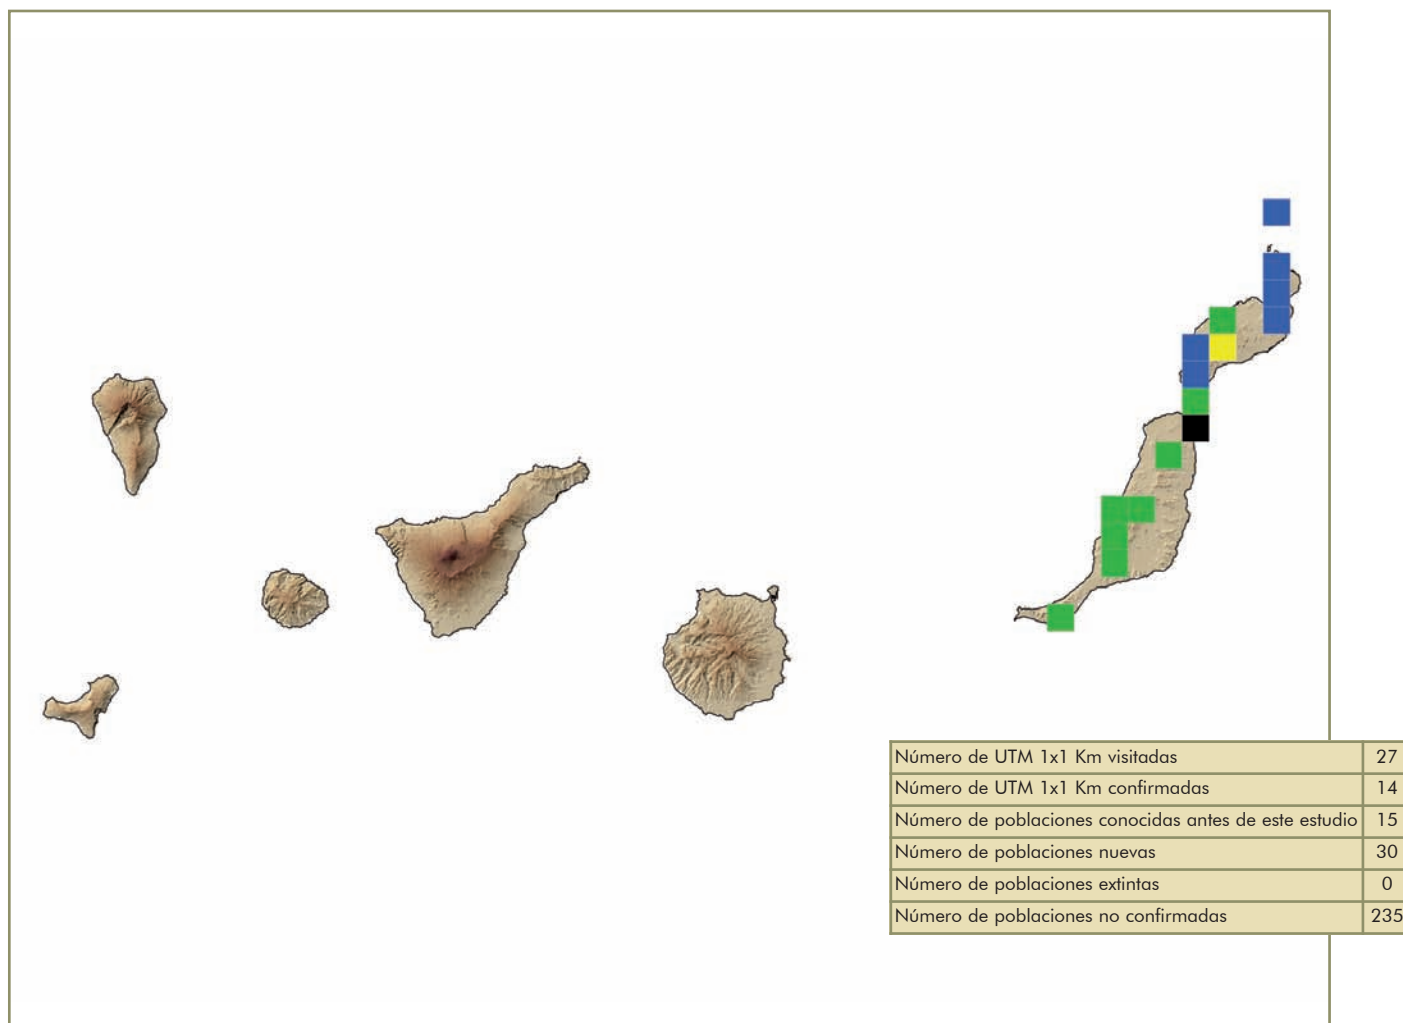 Número de UTM 1x1 Km visitadas 27
Número de UTM 1x1 Km confirmadas 14
Número de poblaciones conocidas antes de este estudio 15
Número de poblaciones nuevas 30
Número de poblaciones extintas 0
Número de poblaciones no confirmadas 235